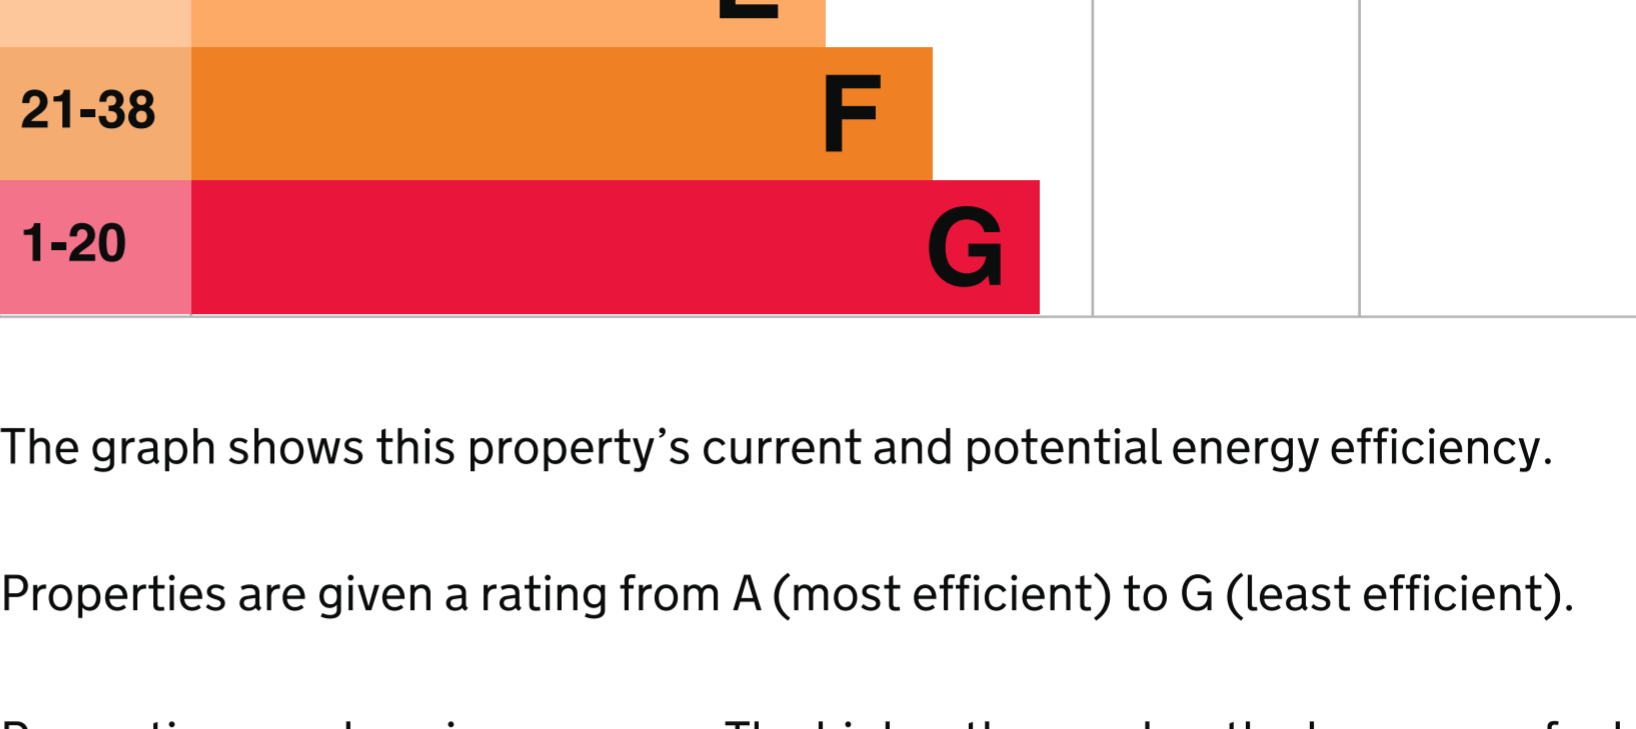 E
21-38 F
1-20 G
The graph shows this property’s current and potential energy efficiency.
Properties are given a rating from A (most efficient) to G (least efficient).